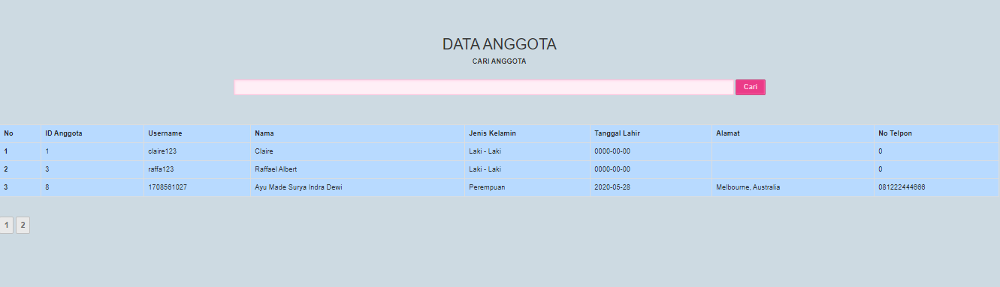 DATA ANGGOTA
CARI ANGGOTA
Cari
No ID Anggota Username Nama Jenis Kelamin Tanggal Lahir Alamat No Telpon
1 1 claire123 Claire Laki - Laki 0000-00-00 0
2 3 raffa123 Raffael Albert Laki - Laki 0000-00-00 0
3 8 1708561027 Ayu Made Surya Indra Dewi Perempuan 2020-05-28 Melbourne, Australia 081222444666
1 2